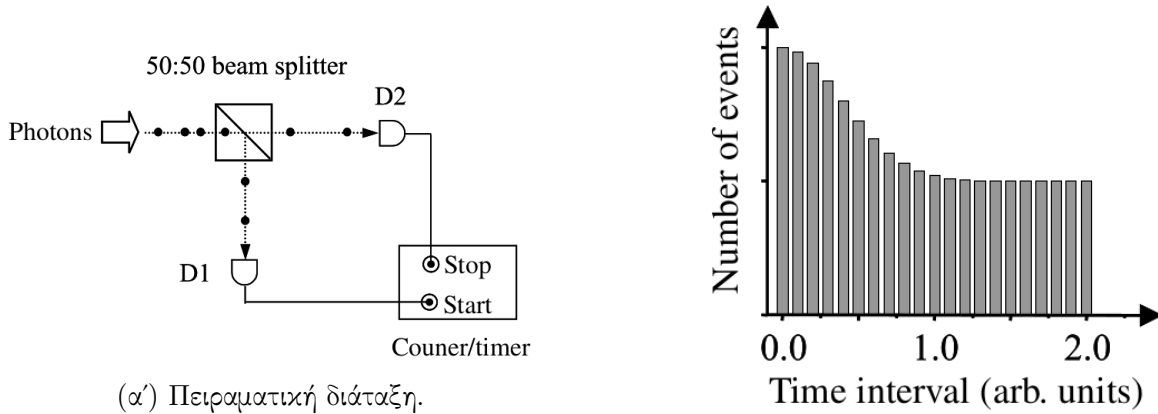 50:50 beam splitter
D2
Photons
D1
Stop
Start
Couner/timer
(αʹ) Πειραματική διάταξη.
Number of events
0.0 1.0 2.0
Time interval (arb. units)